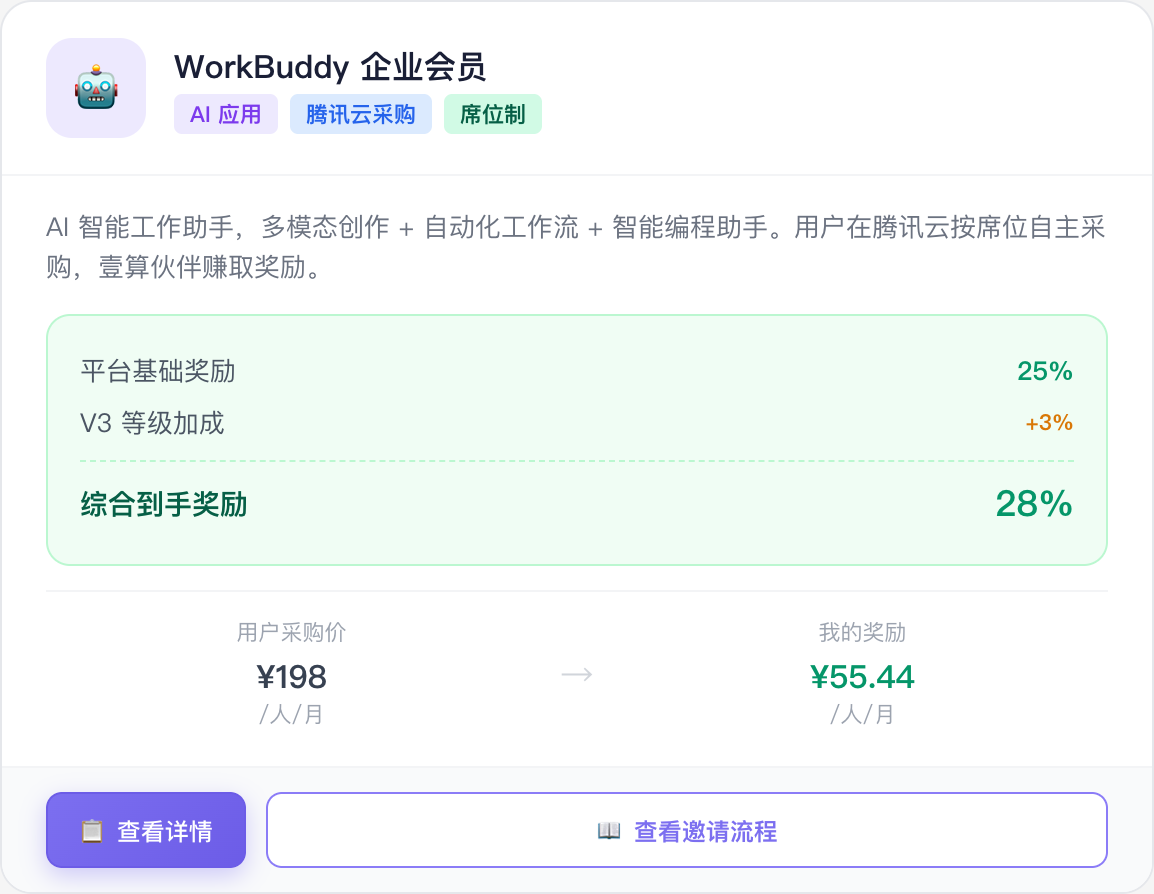 WorkBuddy 企业会员
AI 应用 腾讯云采购 席位制
AI 智能工作助手，多模态创作 + 自动化工作流 + 智能编程助手。用户在腾讯云按席位自主采
购，壹算伙伴赚取奖励。
平台基础奖励 25%
V3 等级加成 +3%
综合到手奖励 28%
用户采购价 → 我的奖励
¥198 ¥55.44
/人/月 /人/月
查看详情 查看邀请流程